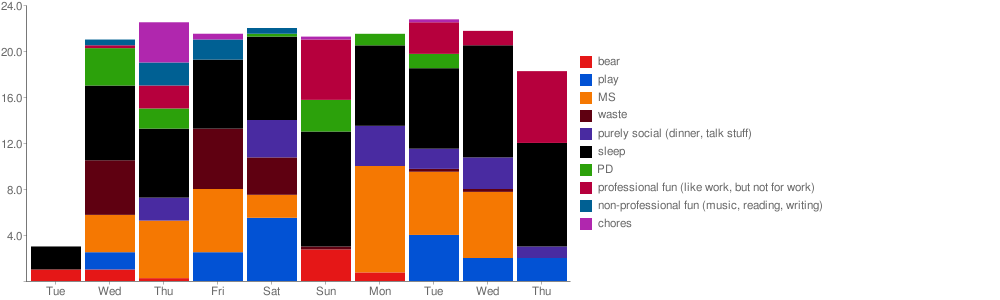 24.0
20.0
16.0
12.0
8.0
4.0
Tue Wed Thu Fri Sat Sun Mon Tue Wed Thu
bear
play
MS
waste
purely social (dinner, talk stuff)
sleep
PD
professional fun (like work, but not for work)
non-professional fun (music, reading, writing)
chores